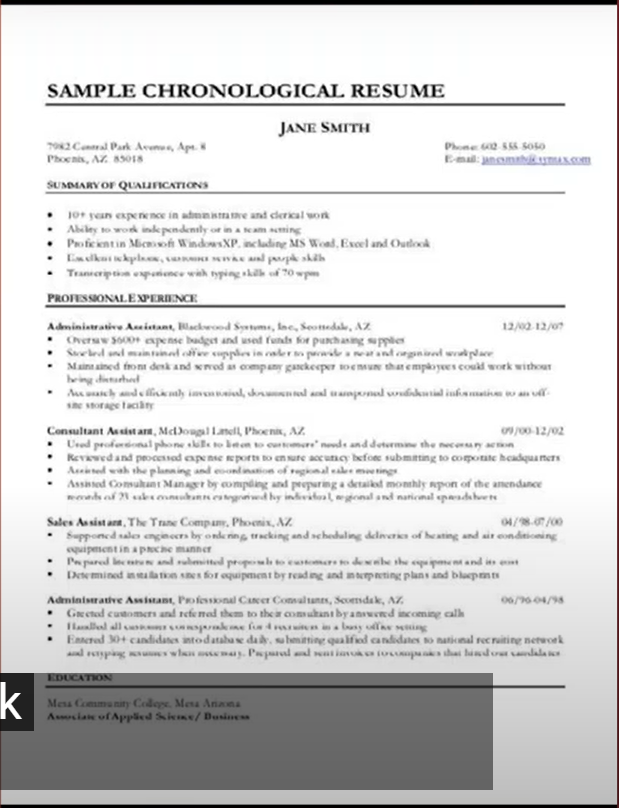 SAMPLE CHRONOLOGICAL RESUME
JANE SMITH
7982 Central Park Avenue, Apt. 8
Phone: 602-555-5050
Phoenix, AZ 85018
E-mail: janesmith@symax.com
SUMMARY OF QUALIFICATIONS
• 10+ years experience in administrative and clerical work
• Ability to work independently or in a team setting
• Proficient in Microsoft WindowsXP, including MS Word, Excel and Outlook
• Excellent telephone, customer service and people skills
• Transcription experience with typing skills of 70 wpm
PROFESSIONAL EXPERIENCE
Administrative Assistant, Blackwood Systems, Inc., Scottsdale, AZ 12/02-12/07
• Oversaw $600+ expense budget and used funds for purchasing supplies
• Stocked and maintained office supplies in order to provide a neat and organized workplace
• Maintained front desk and served as company gatekeeper to ensure that employees could work without
being disturbed
• Accurately and efficiently inventoried, documented and transported confidential information to an off-
site storage facility
Consultant Assistant, McDougal Littell, Phoenix, AZ 09/00-12/02
• Used professional phone skills to listen to customers' needs and determine the necessary action
• Reviewed and processed expense reports to ensure accuracy before submitting to corporate headquarters
• Assisted with the planning and coordination of regional sales meetings
• Assisted Consultant Manager by compiling and preparing a detailed monthly report of the attendance
records of 21 sales consultants categorized by individual, regional and national spreadsheets
Sales Assistant, The Trane Company, Phoenix, AZ 04/98-07/00
• Supported sales engineers by ordering, tracking and scheduling deliveries of heating and air conditioning
equipment in a precise manner
• Prepared literature and submitted proposals to customers to describe the equipment and its cost
• Determined installation sites for equipment by reading and interpreting plans and blueprints
Administrative Assistant, Professional Career Consultants, Scottsdale, AZ 06/96-04/98
• Greeted customers and referred them to their consultant by answered incoming calls
• Handled all customer correspondence for 4 recruiters in a busy office setting
• Entered 30+ candidates into database daily, submitting qualified candidates to national recruiting network
and retyping resumes when necessary. Prepared and sent invoices to companies that hired our candidates
EDUCATION
k
Mesa Community College, Mesa Arizona
Associate of Applied Science/ Business